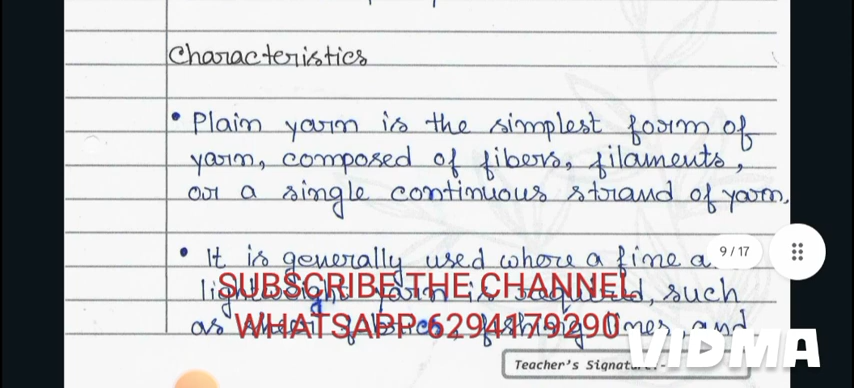 Characteristics
• Plain yarn is the simplest form of
yarn, composed of fibers, filaments,
or a single continuous strand of yarn.
• It is generally used where a fine a
9/17
SUBSCRIBE THE CHANNEL
is required, such
WHATSAPP 6294179290
as and
VIDMA
Teacher's Signat